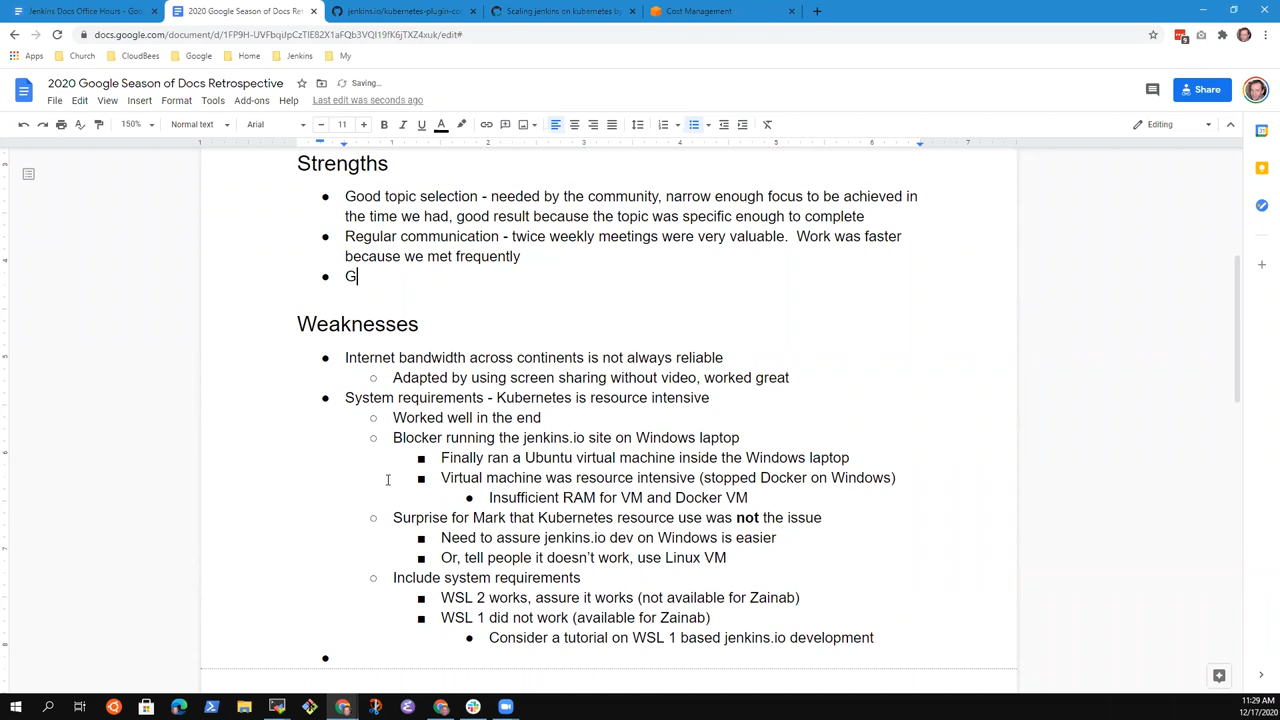 Jenkins Docs Office Hours - Goo
2020 Google Season of Docs Ret
jenkins.io/kubernetes-plugin-co
Scaling jenkins on kubernetes by
Cost Management
docs.google.com/document/d/
Apps Church CloudBees Google Home Jenkins My
2020 Google Season of Docs Retrospective Saving...
File Edit View Insert Format Tools Add-ons Help Last edit was seconds ago
Share
150% Normal text Arial 11 Editing
1 1 2 3 4 5 6 7
Strengths
● Good topic selection - needed by the community, narrow enough focus to be achieved in
the time we had, good result because the topic was specific enough to complete
● Regular communication - twice weekly meetings were very valuable. Work was faster
because we met frequently
● G
Weaknesses
● Internet bandwidth across continents is not always reliable
○ Adapted by using screen sharing without video, worked great
● System requirements - Kubernetes is resource intensive
○ Worked well in the end
○ Blocker running the jenkins.io site on Windows laptop
■ Finally ran a Ubuntu virtual machine inside the Windows laptop
■ Virtual machine was resource intensive (stopped Docker on Windows)
● Insufficient RAM for VM and Docker VM
○ Surprise for Mark that Kubernetes resource use was not the issue
■ Need to assure jenkins.io dev on Windows is easier
■ Or, tell people it doesn't work, use Linux VM
○ Include system requirements
■ WSL 2 works, assure it works (not available for Zainab)
■ WSL 1 did not work (available for Zainab)
● Consider a tutorial on WSL 1 based jenkins.io development
●
11:29 AM
12/17/2020